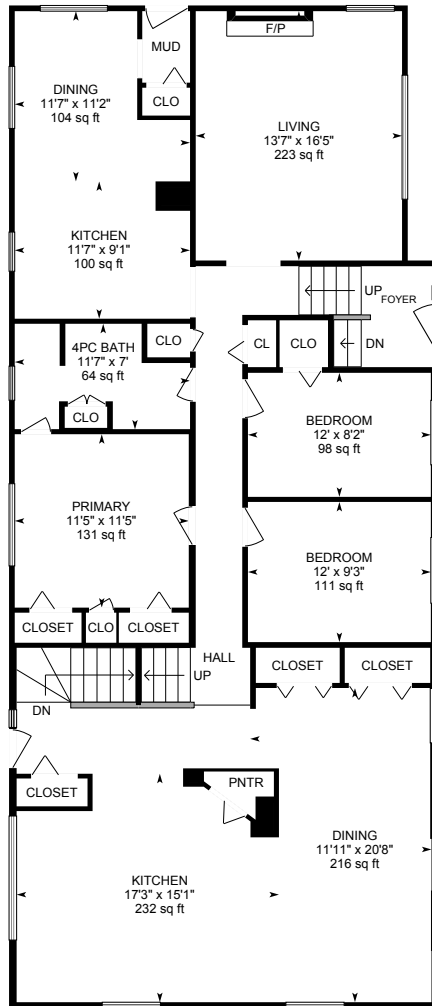 F/P
MUD
DINING
11'7" x 11'2"
104 sq ft
CLO
LIVING
13'7" x 16'5"
223 sq ft
KITCHEN
11'7" x 9'1"
100 sq ft
UP
FOYER
DN
4PC BATH
11'7" x 7'
64 sq ft
CLO
CL
CLO
CLO
BEDROOM
12' x 8'2"
98 sq ft
PRIMARY
11'5" x 11'5"
131 sq ft
BEDROOM
12' x 9'3"
111 sq ft
CLOSET
CLO
CLOSET
HALL
UP
DN
CLOSET
CLOSET
CLOSET
PNTR
DINING
11'11" x 20'8"
216 sq ft
KITCHEN
17'3" x 15'1"
232 sq ft